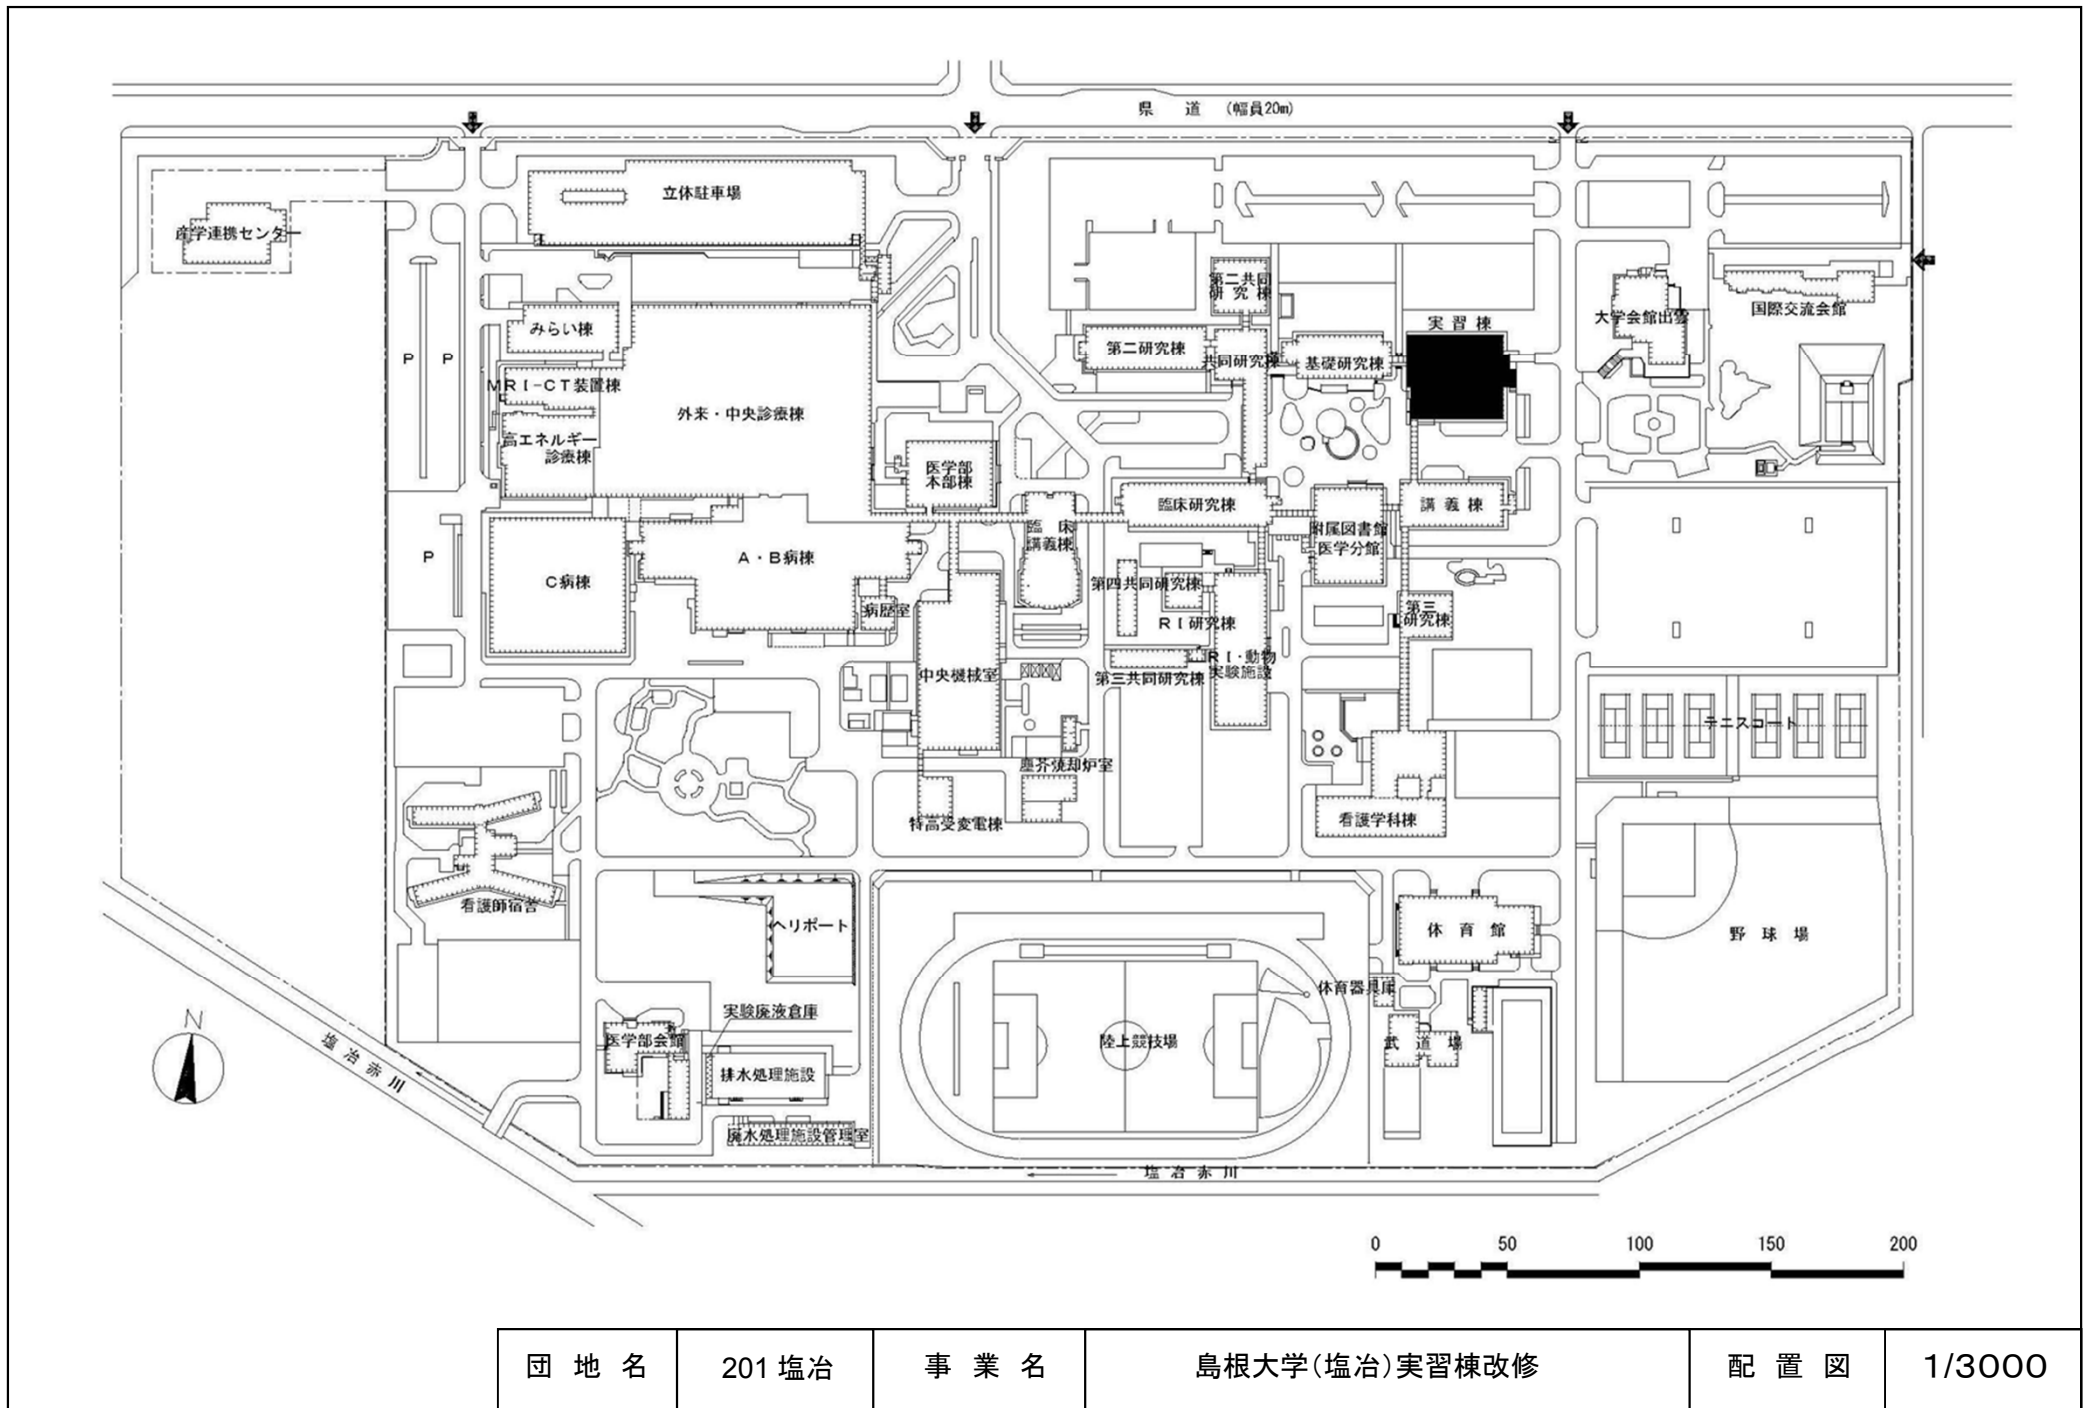 県 道 (幅員20m)
立体駐車場
産学連携センター
第二共同
研 究 棟
国際交流会館
大学会館出雲
実 習 棟
みらい棟
第二研究棟
共同研究棟
基礎研究棟
P P
MRI-CT装置棟
外来・中央診療棟
高エネルギー
診療棟
医学部
本部棟
臨床研究棟
講 義 棟
臨 床
講義棟
附属図書館
医学分館
P
C病棟
A・B病棟
第四共同研究棟
病歴室
第三
研究棟
RI研究棟
RI・動物
実験施設
中央機械室
第三共同研究棟
テニスコート
塵芥焼却炉室
特高受変電棟
看護学科棟
看護師宿舎
ヘリポート
体 育 館
野 球 場
体育器具庫
実験廃液倉庫
N
医学部会館
陸上競技場
武 道 場
塩 冶 赤 川
排水処理施設
廃水処理施設管理室
塩 冶 赤 川
0 50 100 150 200
団 地 名 201 塩冶 事 業 名 島根大学(塩冶)実習棟改修 配 置 図 1/3000